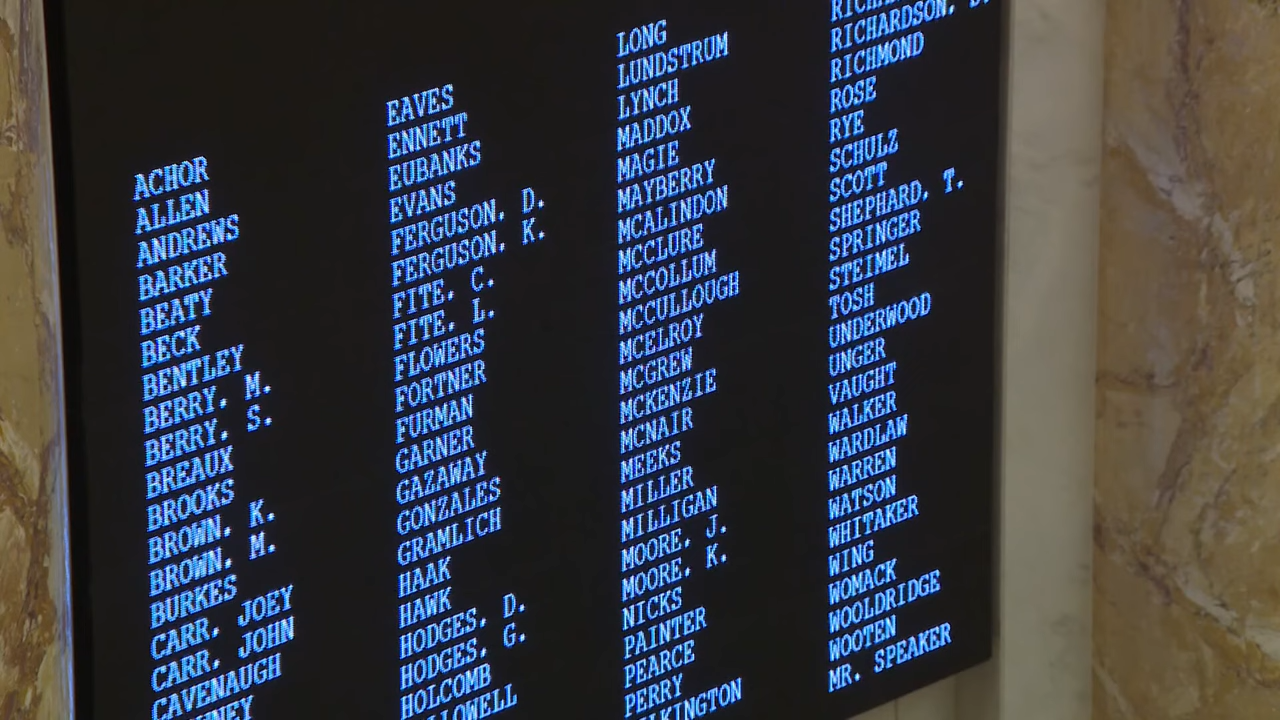 ACHOR
ALLEN
ANDREWS
BARKER
BEATY
BECK
BENTLEY
BERRY, M.
BERRY, S.
BREAUX
BROOKS
BROWN, K.
BROWN, M.
BURKES
CARR, JOEY
CARR, JOHN
CAVENAUGH
EAVES
ENNETT
EUBANKS
EVANS
FERGUSON, D.
FERGUSON, K.
FITE, C.
FITE, L.
FLOWERS
FORTNER
FURMAN
GARNER
GAZAWAY
GONZALES
GRAMLICH
HAAK
HAWK
HODGES, D.
HODGES, G.
HOLCOMB
LONG
LUNDSTRUM
LYNCH
MADDOX
MAGIE
MAYBERRY
MCALINDON
MCCLURE
MCCOLLUM
MCCULLOUGH
MCELROY
MCGREW
MCKENZIE
MCNAIR
MEEKS
MILLER
MILLIGAN
MOORE, J.
MOORE, K.
NICKS
PAINTER
PEARCE
PERRY
RICHARDSON, D.
RICHMOND
ROSE
RYE
SCHULZ
SCOTT
SHEPHARD, T.
SPRINGER
STEIMEL
TOSH
UNDERWOOD
UNGER
VAUGHT
WALKER
WARDLAW
WARREN
WATSON
WHITAKER
WING
WOMACK
WOOLDRIDGE
WOOTEN
MR. SPEAKER